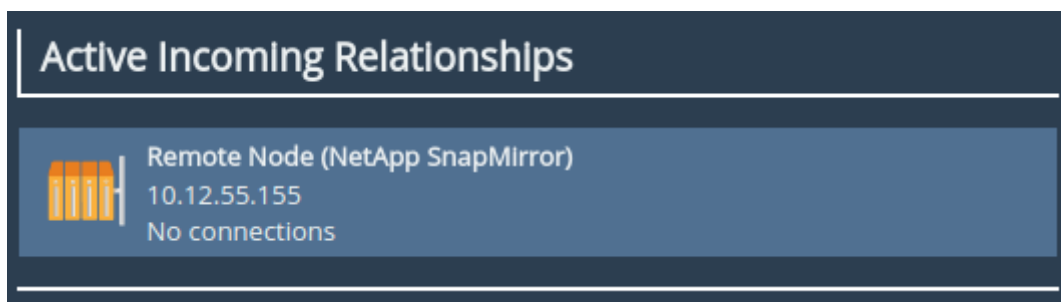 Active Incoming Relationships
Remote Node (NetApp SnapMirror)
10.12.55.155
No connections